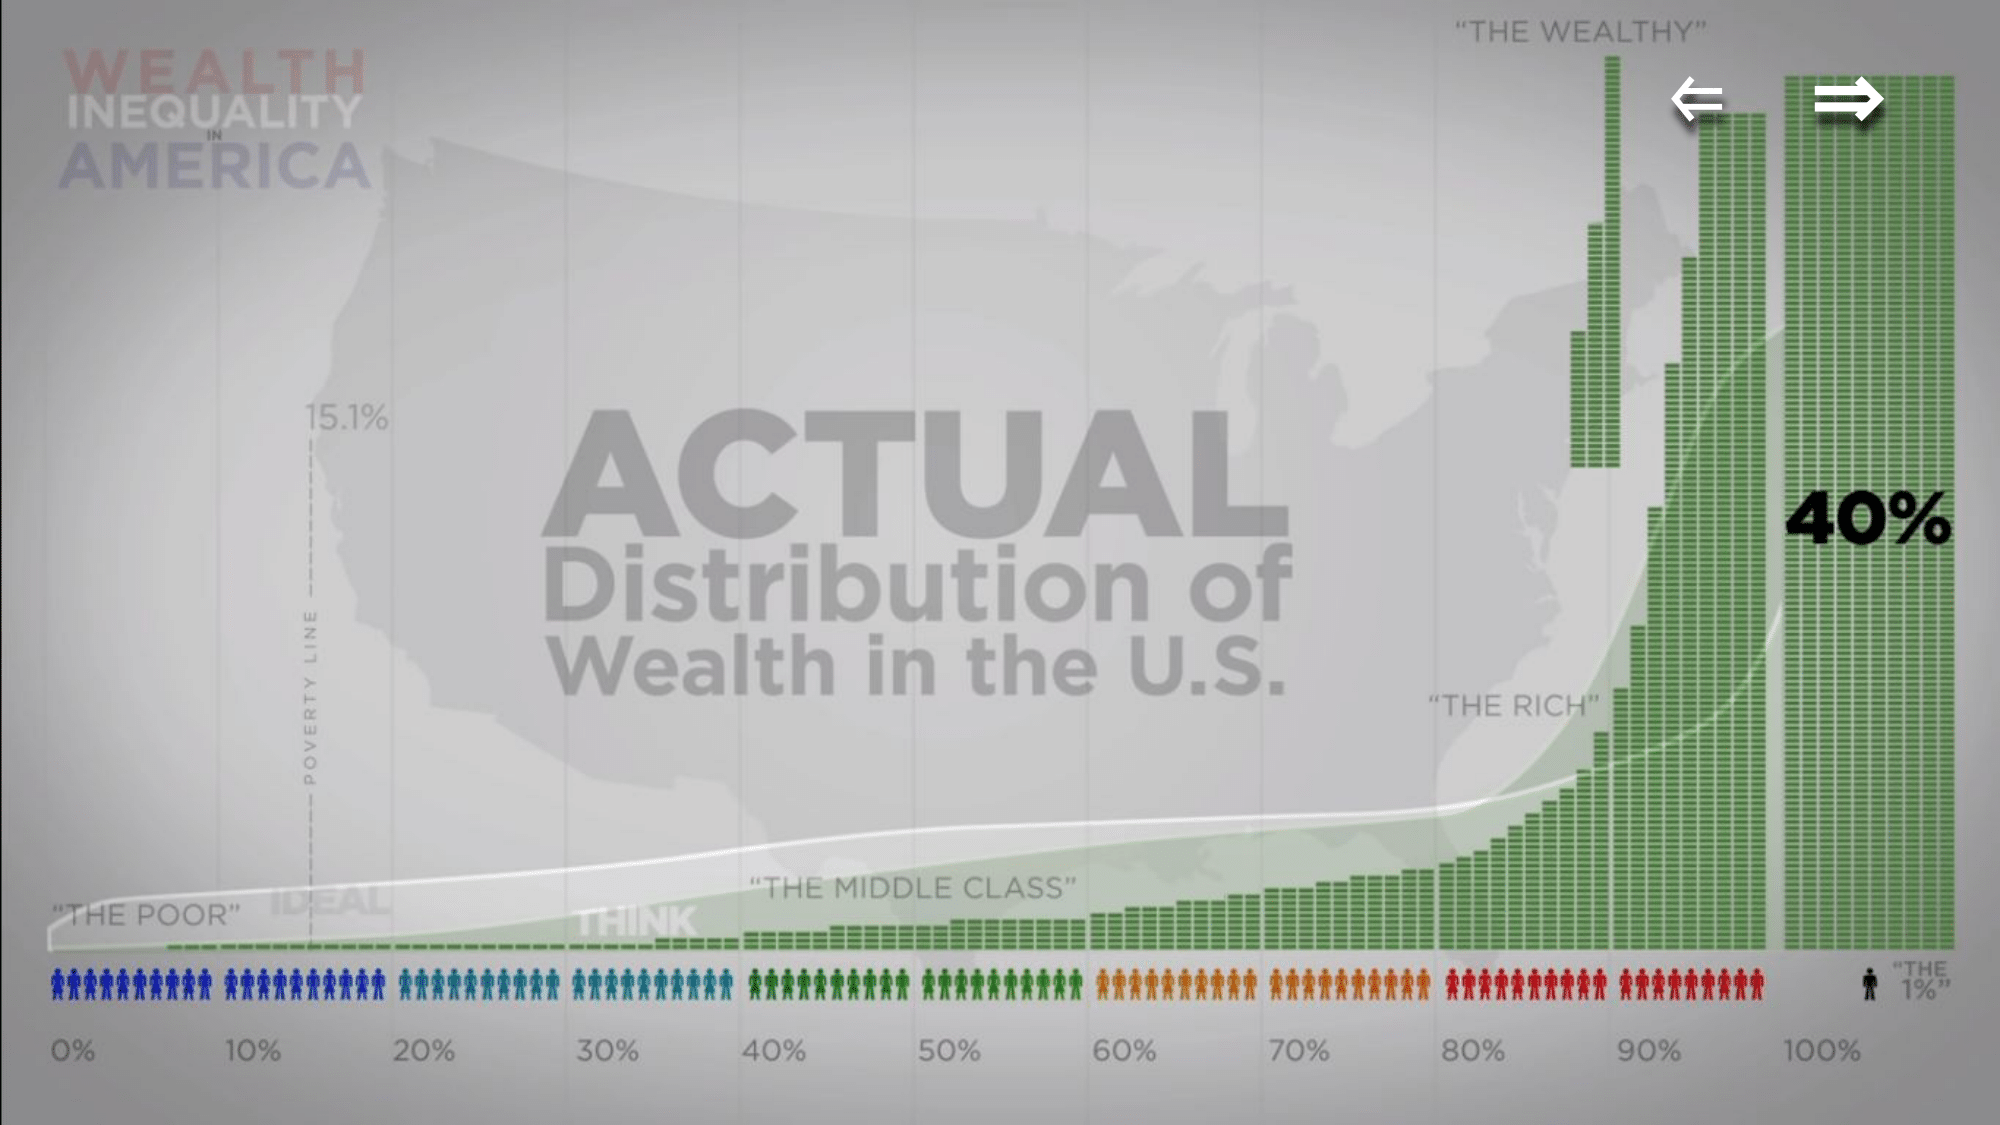 WEALTH
INEQUALITY
IN
AMERICA
“THE WEALTHY”
15.1%
POVERTY LINE
ACTUAL
Distribution of
Wealth in the U.S.
40%
“THE RICH”
“THE POOR”
IDEAL
THINK
“THE MIDDLE CLASS”
“THE
1%”
0% 10% 20% 30% 40% 50% 60% 70% 80% 90% 100%